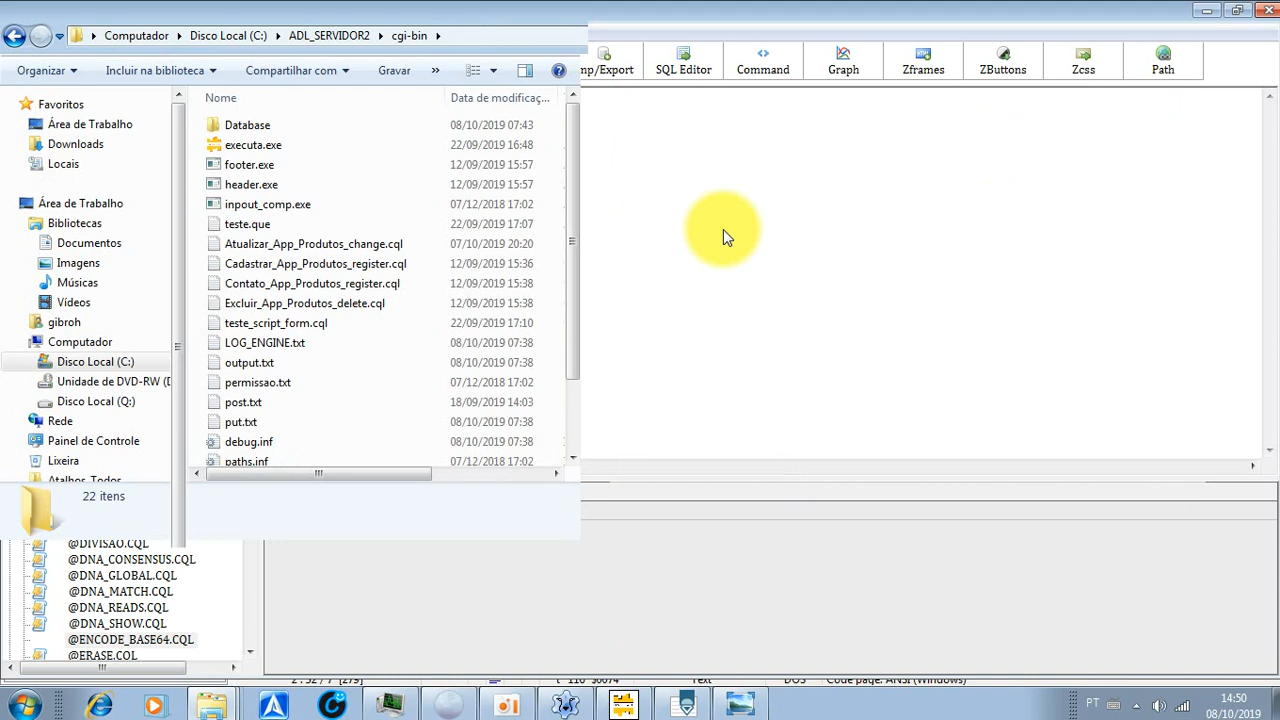 Computador Disco Local (C:) ADL_SERVIDOR2 cgi-bin
Organizar Incluir na biblioteca Compartilhar com Gravar »
mp/Export SQL Editor Command Graph Zframes ZButtons Zcss Path
Favoritos
Área de Trabalho
Downloads
Locais
Área de Trabalho
Bibliotecas
Documentos
Imagens
Músicas
Vídeos
gibroh
Computador
Disco Local (C:)
Unidade de DVD-RW (D
Disco Local (Q:)
Rede
Painel de Controle
Lixeira
Atalhos_Todos
Nome Data de modificaç...
Database 08/10/2019 07:43
executa.exe 22/09/2019 16:48
footer.exe 12/09/2019 15:57
header.exe 12/09/2019 15:57
inpout_comp.exe 07/12/2018 17:02
teste.que 22/09/2019 17:07
Atualizar_App_Produtos_change.cql 07/10/2019 20:20
Cadastrar_App_Produtos_register.cql 12/09/2019 15:36
Contato_App_Produtos_register.cql 12/09/2019 15:38
Excluir_App_Produtos_delete.cql 12/09/2019 15:38
teste_script_form.cql 22/09/2019 17:10
LOG_ENGINE.txt 08/10/2019 07:38
output.txt 08/10/2019 07:38
permissao.txt 07/12/2018 17:02
post.txt 18/09/2019 14:03
put.txt 08/10/2019 07:38
debug.inf 08/10/2019 07:38
paths.inf 07/12/2018 17:02
22 itens
@DIVISAO.CQL
@DNA_CONSENSUS.CQL
@DNA_GLOBAL.CQL
@DNA_MATCH.CQL
@DNA_READS.CQL
@DNA_SHOW.CQL
@ENCODE_BASE64.CQL
@ERASE.COL
2 : 32 / 7 [279] Text DOS Code page: ANSI (Windows)
PT 14:50
08/10/2019